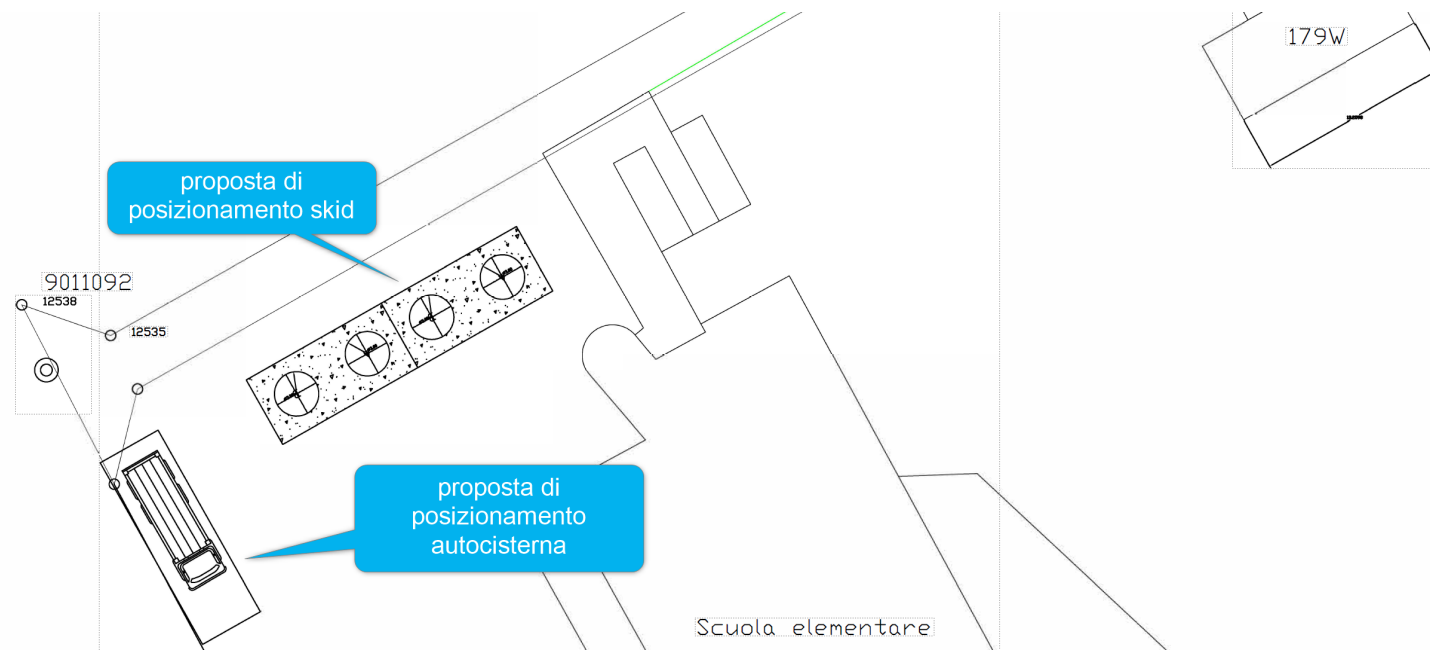 179W
proposta di
posizionamento skid
9011092
12538
12535
proposta di
posizionamento
autocisterna
Scuola elementare